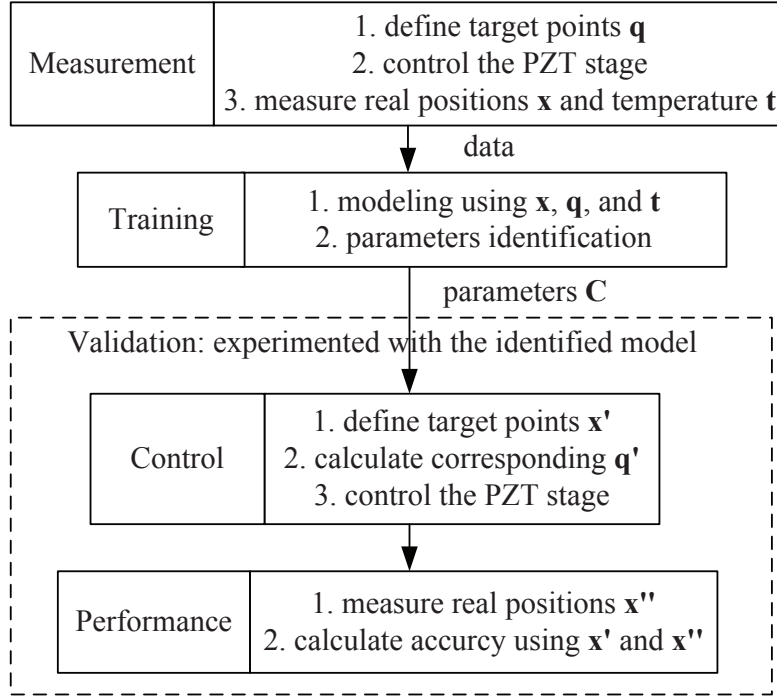 Measurement
1. define target points q
2. control the PZT stage
3. measure real positions x and temperature t
data
Training
1. modeling using x, q, and t
2. parameters identification
parameters C
Validation: experimented with the identified model
Control
1. define target points x'
2. calculate corresponding q'
3. control the PZT stage
Performance
1. measure real positions x''
2. calculate accurcy using x' and x''